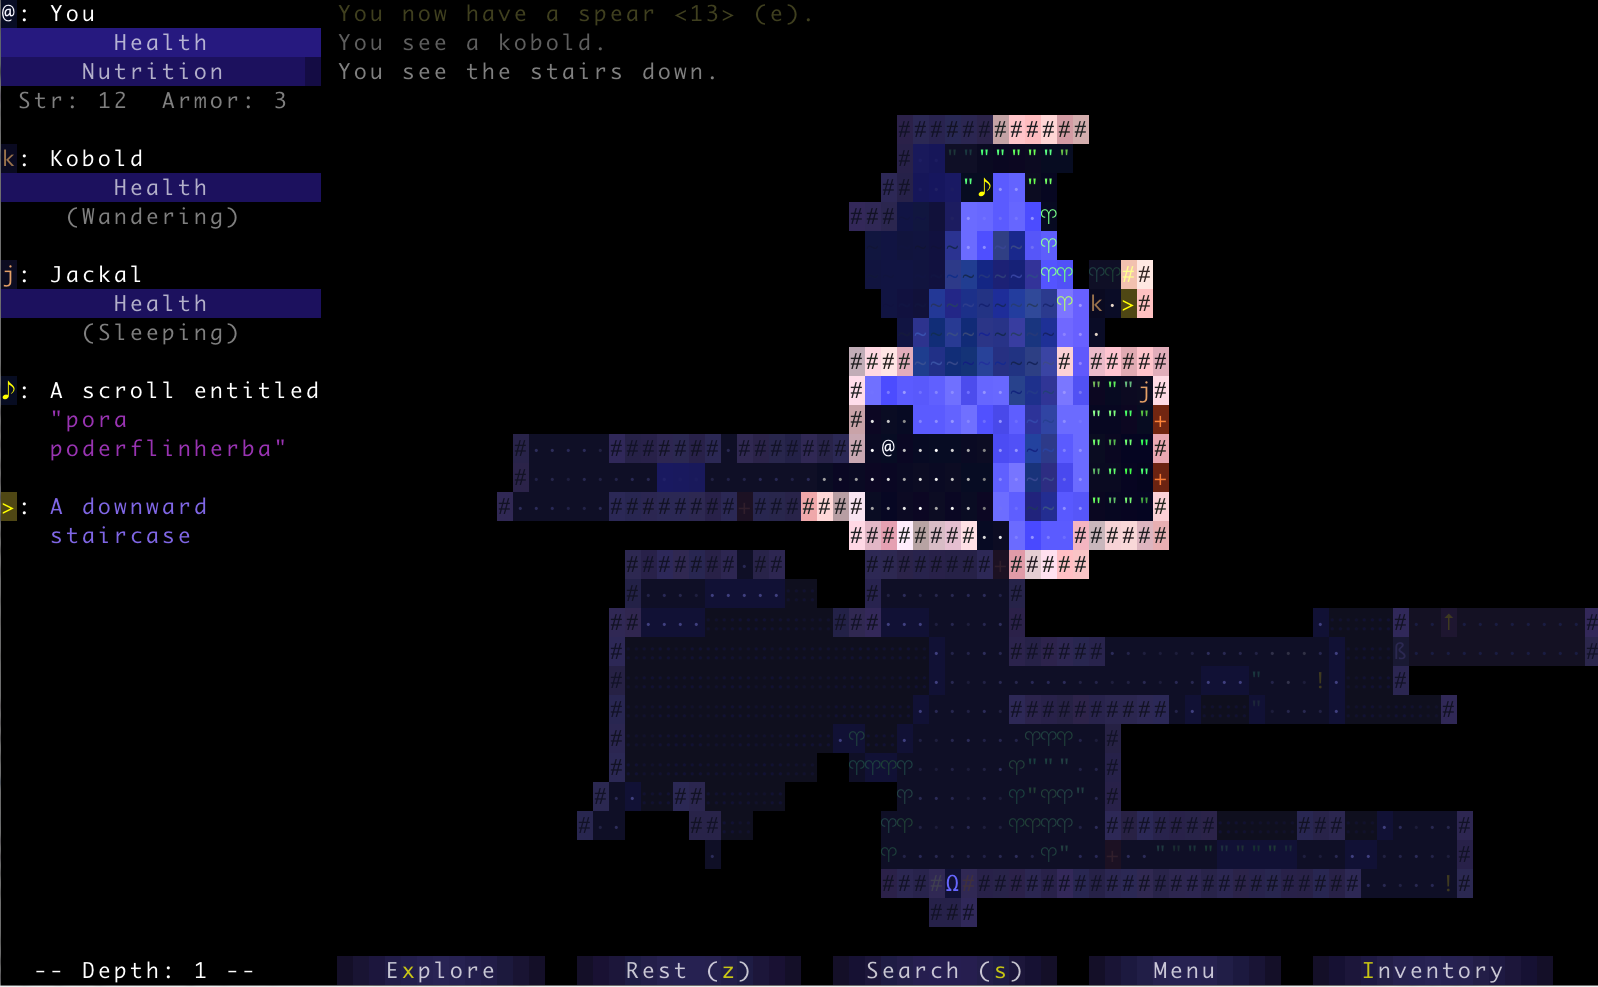 @: You
Health
Nutrition
Str: 12  Armor: 3
k: Kobold
Health
(Wandering)
j: Jackal
Health
(Sleeping)
♪: A scroll entitled
"pora
poderflinherba"
>: A downward
staircase
-- Depth: 1 --
You now have a spear <13> (e).
You see a kobold.
You see the stairs down.
Explore
Rest (z)
Search (s)
Menu
Inventory